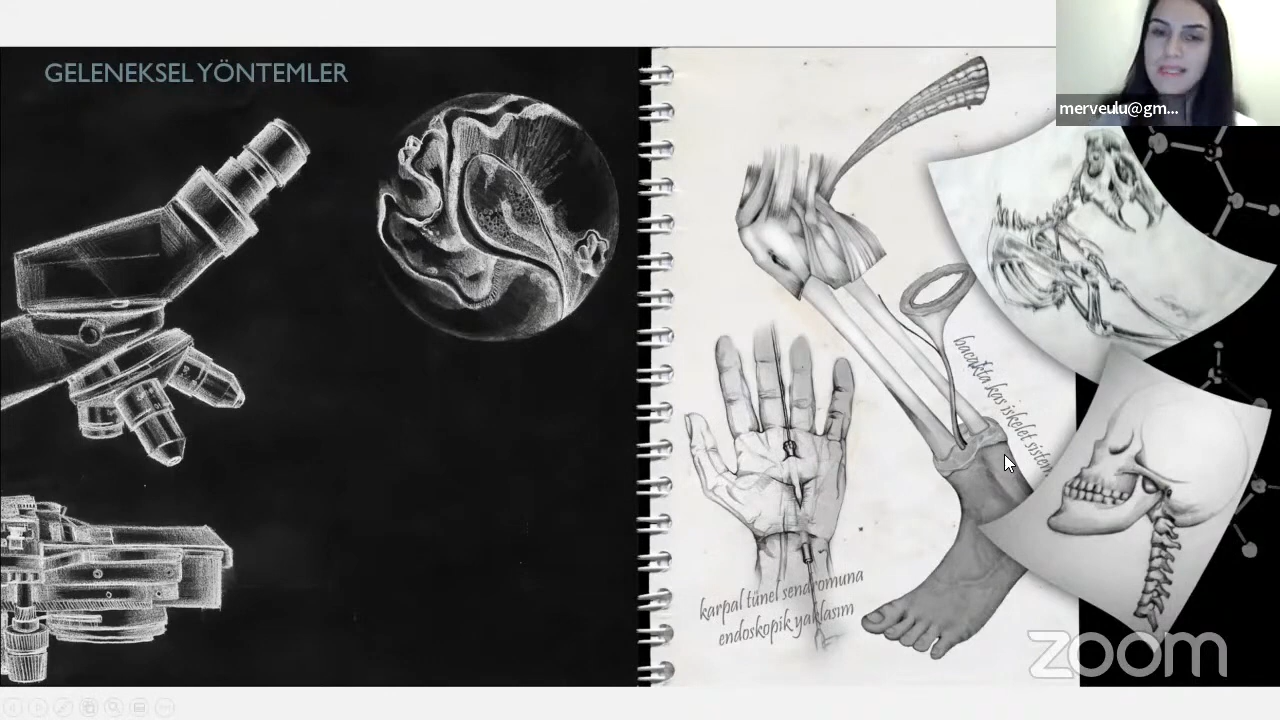 GELENEKSEL YÖNTEMLER
merveulu@gm...
bacakta kas iskelet sistem
karpal tünel sendromuna
endoskopik yaklaşım
zoom